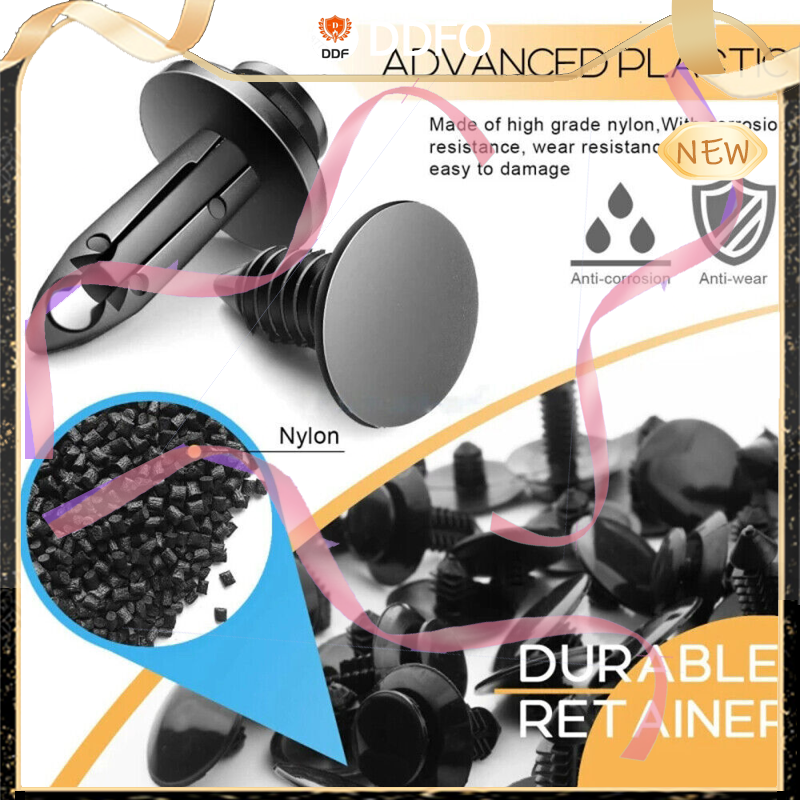 DDFO
DDF
ADVANCED PLASTIC
Made of high grade nylon,With corrosio
resistance, wear resistanc
easy to damage
NEW
Anti-corrosion
Anti-wear
Nylon
DURABLE
RETAINER